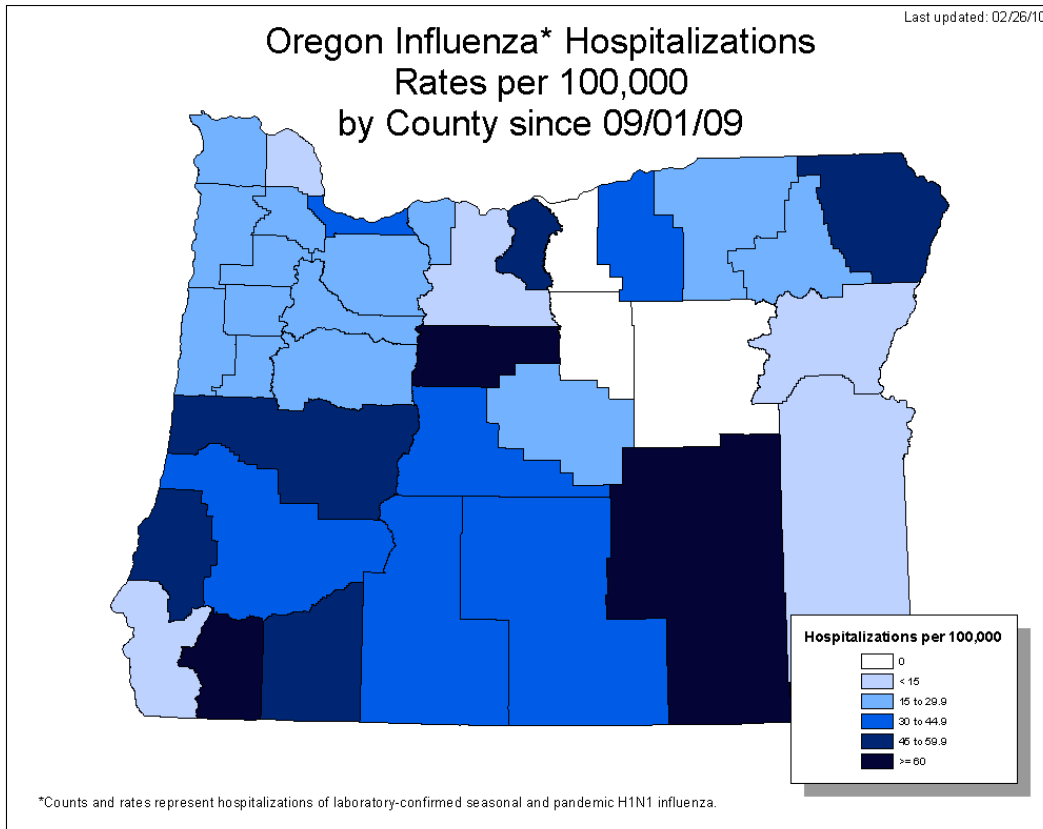 Last updated: 02/26/10
Oregon Influenza* Hospitalizations
Rates per 100,000
by County since 09/01/09
Hospitalizations per 100,000
0
< 15
15 to 29.9
30 to 44.9
45 to 59.9
>= 60
*Counts and rates represent hospitalizations of laboratory-confirmed seasonal and pandemic H1N1 influenza.